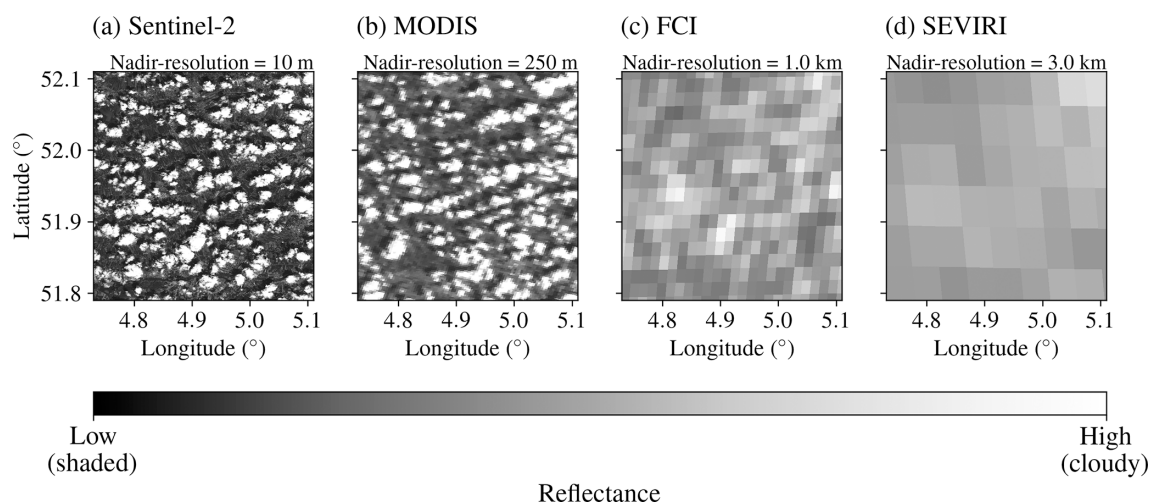 (a) Sentinel-2
(b) MODIS
(c) FCI
(d) SEVIRI
Nadir-resolution = 10 m
Nadir-resolution = 250 m
Nadir-resolution = 1.0 km
Nadir-resolution = 3.0 km
52.1
52.0
51.9
51.8
Latitude (°)
4.8 4.9 5.0 5.1
4.8 4.9 5.0 5.1
4.8 4.9 5.0 5.1
4.8 4.9 5.0 5.1
Longitude (°)
Longitude (°)
Longitude (°)
Longitude (°)
Low
(shaded)
High
(cloudy)
Reflectance